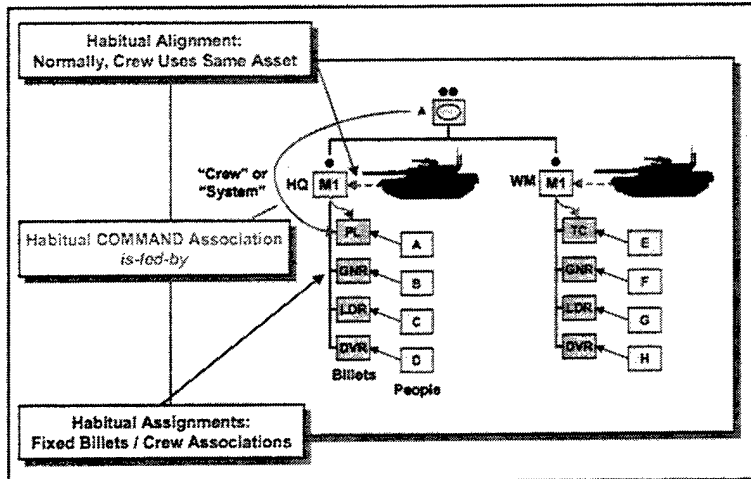 Habitual Alignment:
Normally, Crew Uses Same Asset
A
"Crew" or
"System"
HQ M1
WM M1
Habitual COMMAND Association
is-led-by
PL A
TC E
GNR B
GNR F
LDR C
LDR G
DVR D
DVR H
Billets
People
Habitual Assignments:
Fixed Billets / Crew Associations